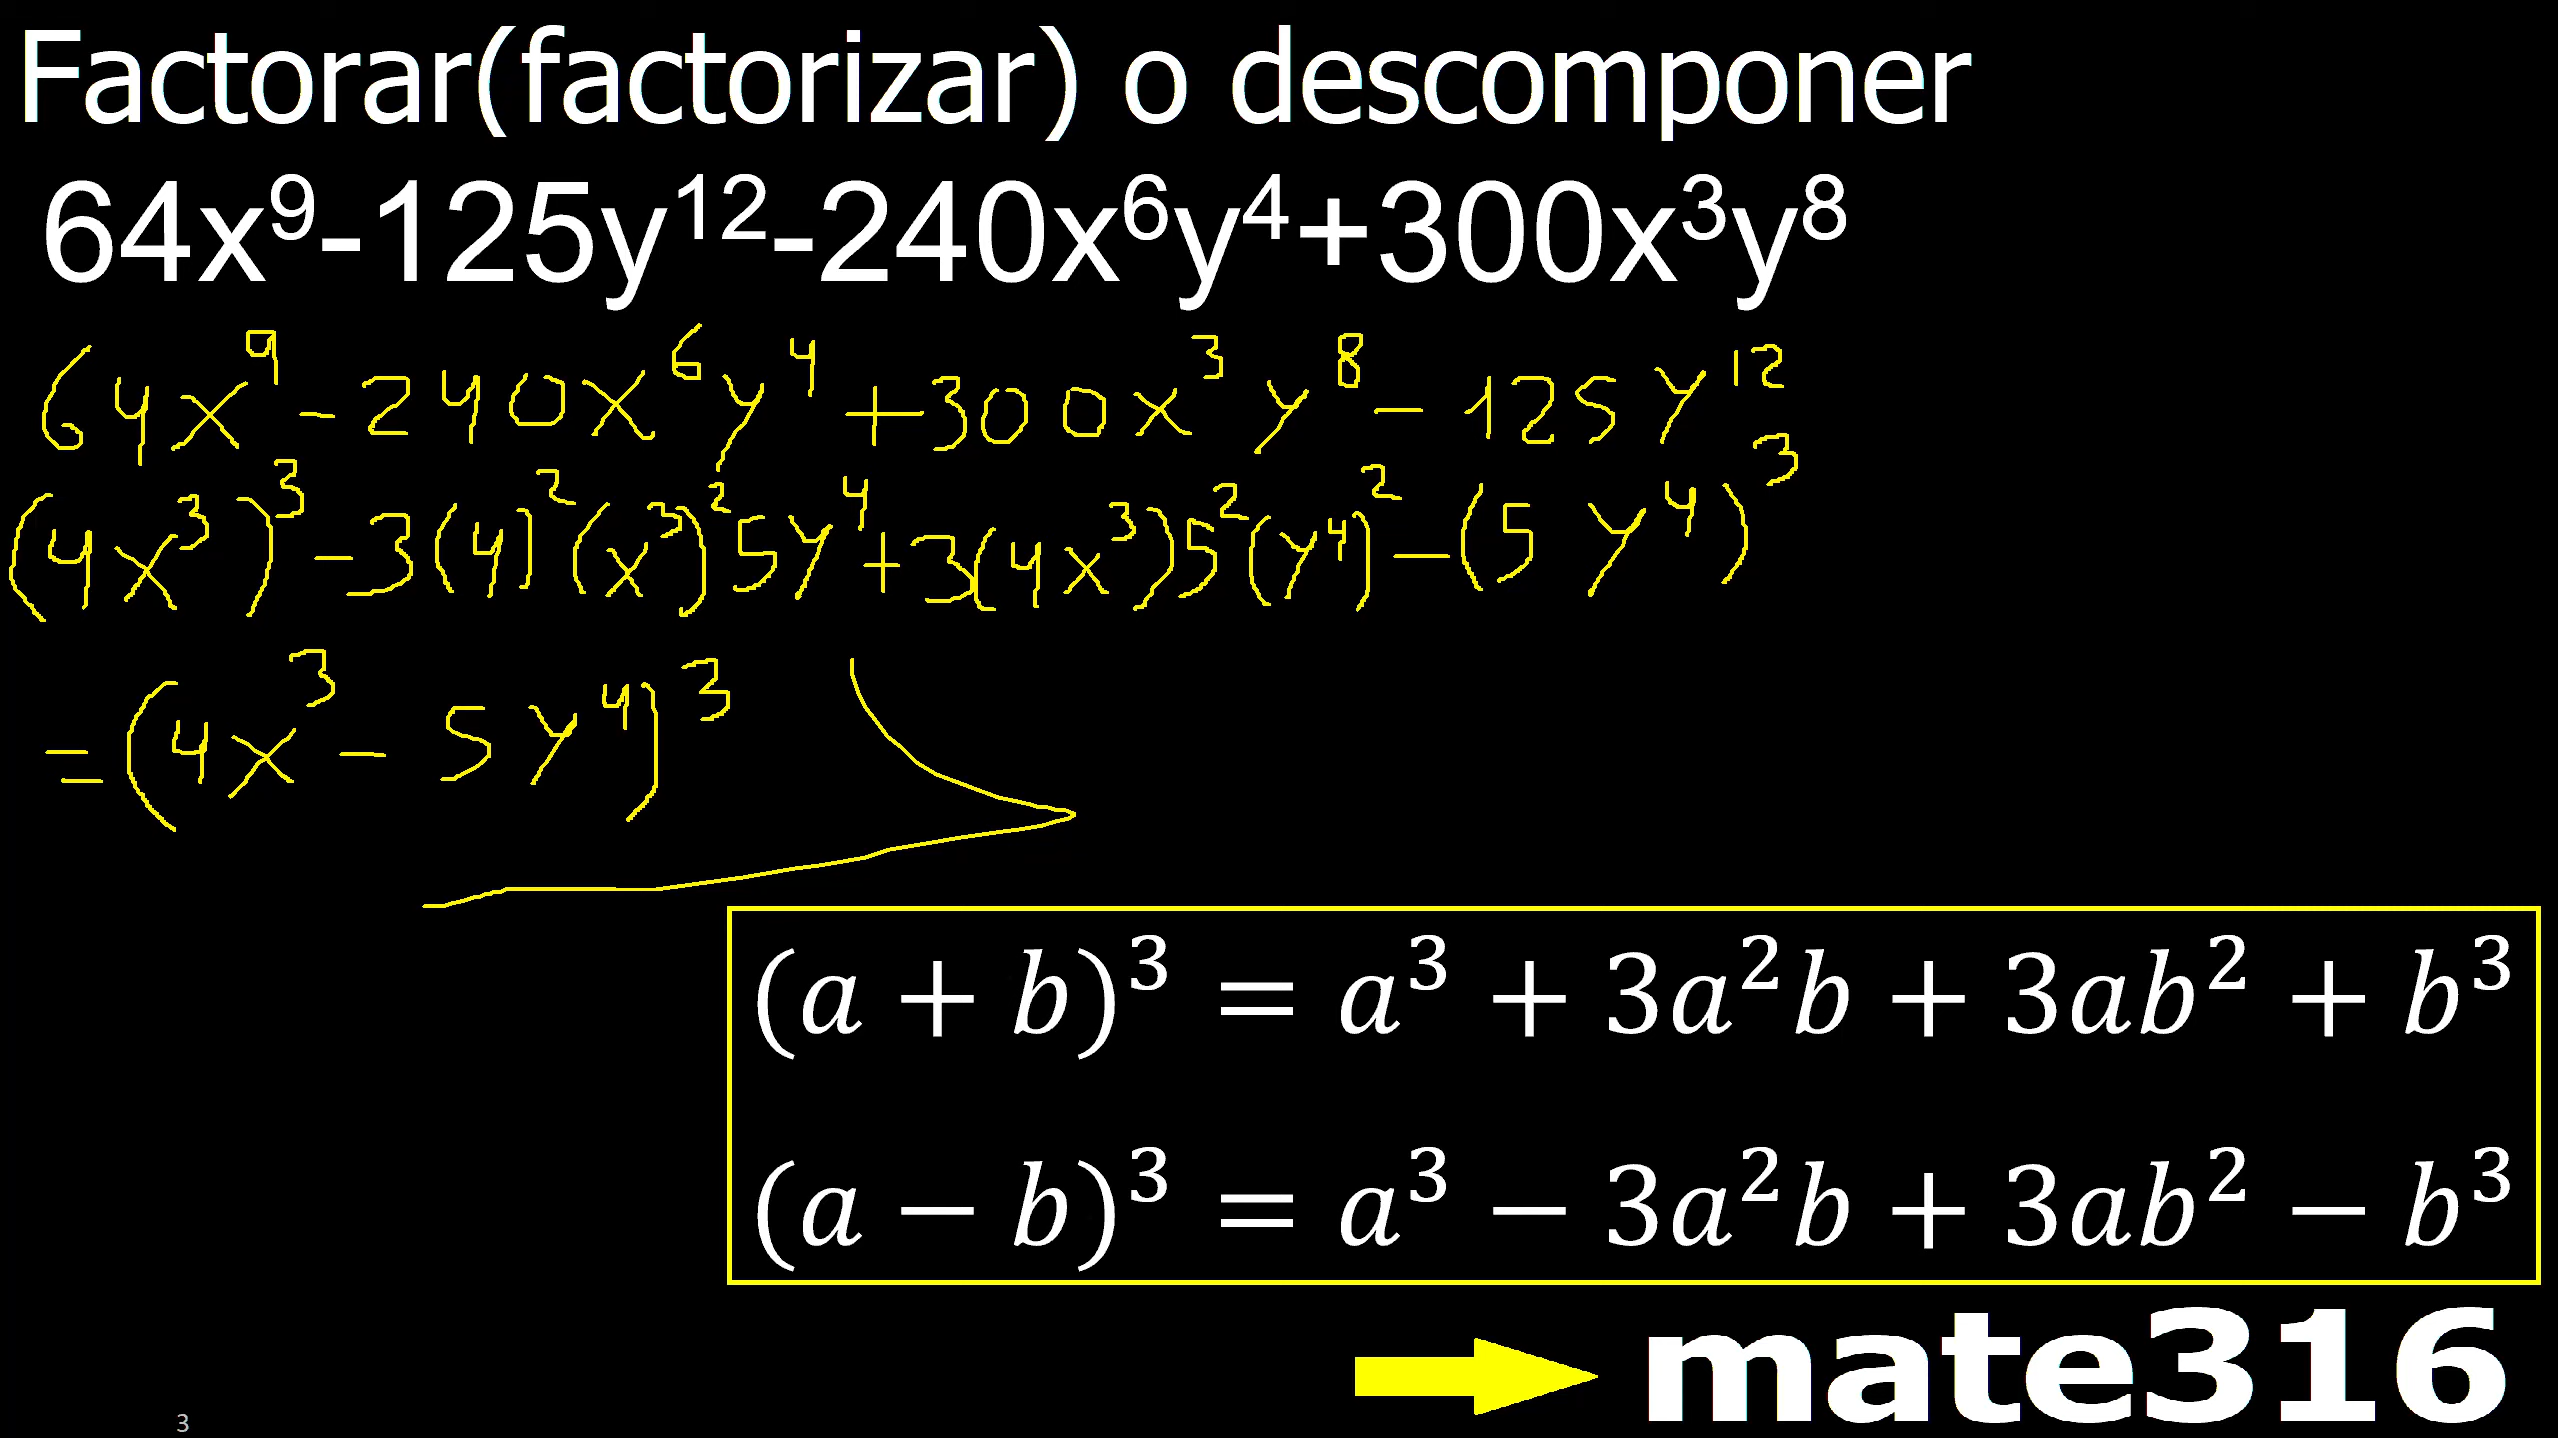 Factorar(factorizar) o descomponer
64x⁹-125y¹²-240x⁶y⁴+300x³y⁸
64x⁹-240x⁶y⁴+300x³y⁸-125y¹²
(4x³)³-3(4)²(x³)²5y⁴+3(4x³)5²(y⁴)²-(5y⁴)³
=(4x³-5y⁴)³
(a + b)³ = a³ + 3a²b + 3ab² + b³
(a − b)³ = a³ − 3a²b + 3ab² − b³
mate316
3